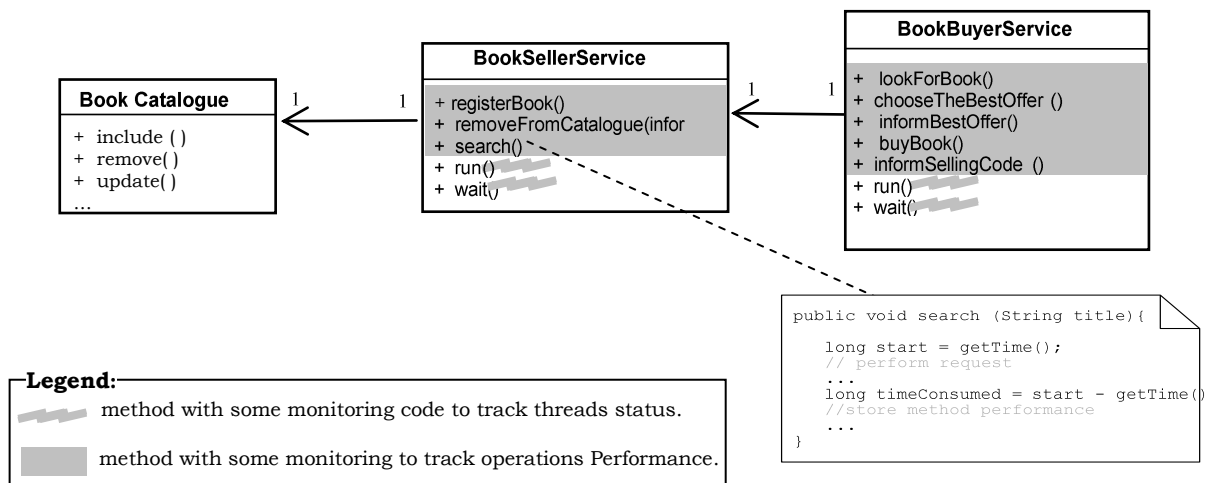 Book Catalogue
+ include ( )
+ remove( )
+ update( )
...
1
1
BookSellerService
+ registerBook()
+ removeFromCatalogue(infor
+ search()
+ run()
+ wait()
1
1
BookBuyerService
+ lookForBook()
+ chooseTheBestOffer ()
+ informBestOffer()
+ buyBook()
+ informSellingCode ()
+ run()
+ wait()
public void search (String title){
long start = getTime();
// perform request
...
long timeConsumed = start - getTime()
//store method performance
...
}
Legend:
method with some monitoring code to track threads status.
method with some monitoring to track operations Performance.